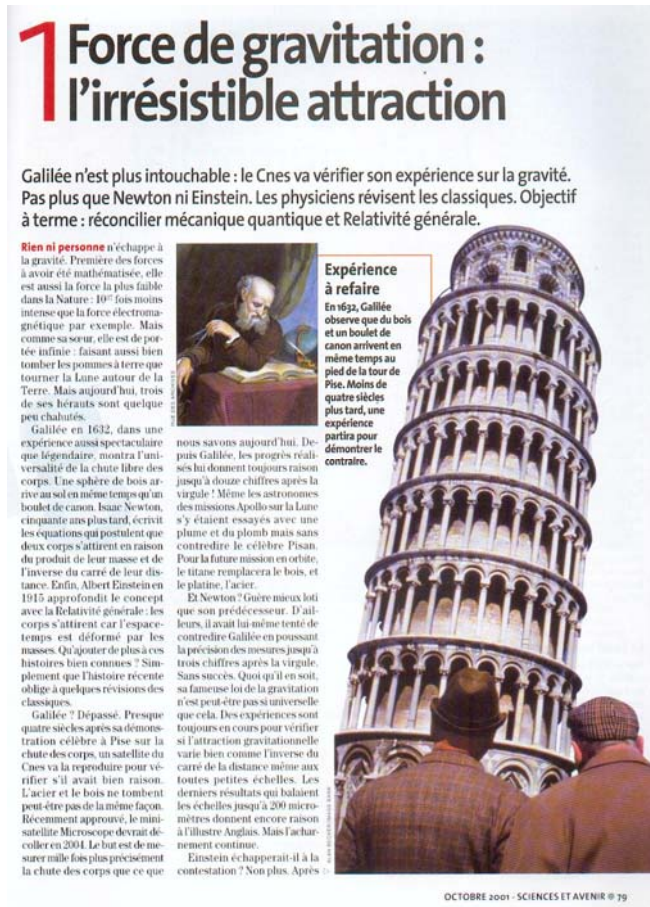 1 Force de gravitation :
l'irrésistible attraction
Galilée n'est plus intouchable : le Cnes va vérifier son expérience sur la gravité.
Pas plus que Newton ni Einstein. Les physiciens révisent les classiques. Objectif
à terme : réconcilier mécanique quantique et Relativité générale.
Rien ni personne n'échappe à
la gravité. Première des forces
à avoir été mathématisée, elle
est aussi la force la plus faible
dans la Nature : fois moins
intense que la force électroma-
gnétique par exemple. Mais
comme sa sœur, elle est de por-
tée infinie : faisant aussi bien
tomber les pommes à terre que
tourner la Lune autour de la
Terre. Mais aujourd'hui, trois
de ses hérauts sont quelque
peu chahutés.
Galilée en 1632, dans une
expérience aussi spectaculaire
que légendaire, montra l'uni-
versalité de la chute libre des
corps. Une sphère de bois ar-
rive au sol en même temps qu'un
boulet de canon. Isaac Newton,
cinquante ans plus tard, écrivit
les équations qui postulent que
deux corps s'attirent en raison
du produit de leur masse et de
l'inverse du carré de leur dis-
tance. Enfin, Albert Einstein en
1915 approfondit le concept
avec la Relativité générale : les
corps s'attirent car l'espace-
temps est déformé par les
masses. Qu'ajouter de plus à ces
histoires bien connues ? Sim-
plement que l'histoire récente
oblige à quelques révisions des
classiques.
Galilée ? Dépassé. Presque
quatre siècles après sa démons-
tration célèbre à Pise sur la
chute des corps, un satellite du
Cnes va la reproduire pour vé-
rifier s'il avait bien raison.
L'acier et le bois ne tombent
peut-être pas de la même façon.
Récemment approuvé, le mini-
satellite Microscope devrait dé-
coller en 2004. Le but est de me-
surer mille fois plus précisément
la chute des corps que ce que
nous savons aujourd'hui. De-
puis Galilée, les progrès réali-
sés lui donnent toujours raison
jusqu'à douze chiffres après la
virgule ! Même les astronomes
des missions Apollo sur la Lune
s'y étaient essayés avec une
plume et du plomb mais sans
contredire le célèbre Pisan.
Pour la future mission en orbite,
le titane remplacera le bois, et
le platine, l'acier.
Et Newton ? Guère mieux loti
que son prédécesseur. D'ail-
leurs, il avait lui-même tenté de
contredire Galilée en poussant
la précision des mesures jusqu'à
trois chiffres après la virgule.
Sans succès. Quoi qu'il en soit,
sa fameuse loi de la gravitation
n'est peut-être pas si universelle
que cela. Des expériences sont
toujours en cours pour vérifier
si l'attraction gravitationnelle
varie bien comme l'inverse du
carré de la distance même aux
toutes petites échelles. Les
derniers résultats qui balaient
les échelles jusqu'à 200 micro-
mètres donnent encore raison
à l'illustre Anglais. Mais l'achar-
nement continue.
Einstein échapperait-il à la
contestation ? Non plus. Après
Expérience
à refaire
En 1632, Galilée
observe que du bois
et un boulet de
canon arrivent en
même temps au
pied de la tour de
Pise. Moins de
quatre siècles
plus tard, une
expérience
partira pour
démontrer le
contraire.
OCTOBRE 2001 - SCIENCES ET AVENIR • 79